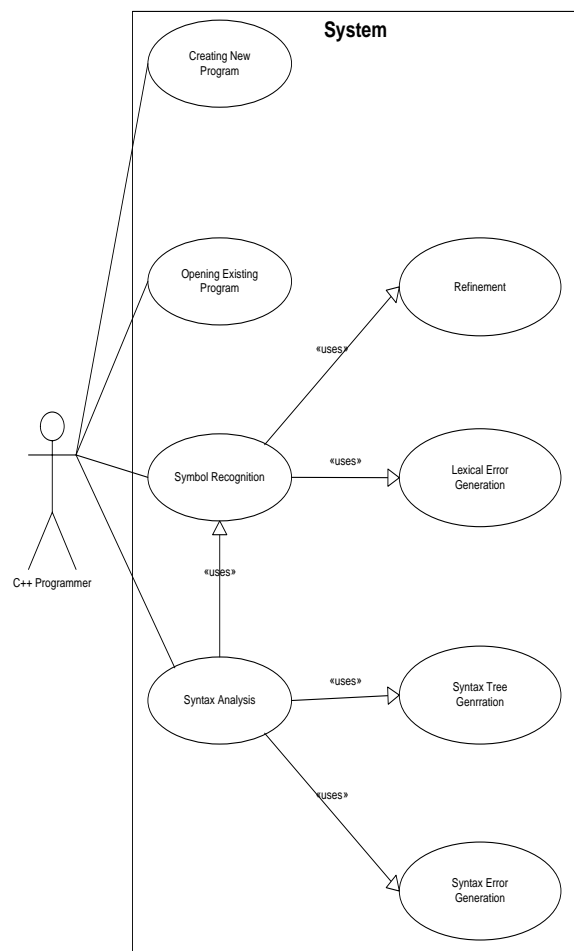 System
Creating New
Program
Opening Existing
Program
Refinement
«uses»
Symbol Recognition
«uses»
Lexical Error
Generation
«uses»
C++ Programmer
Syntax Analysis
«uses»
Syntax Tree
Genrration
«uses»
Syntax Error
Generation